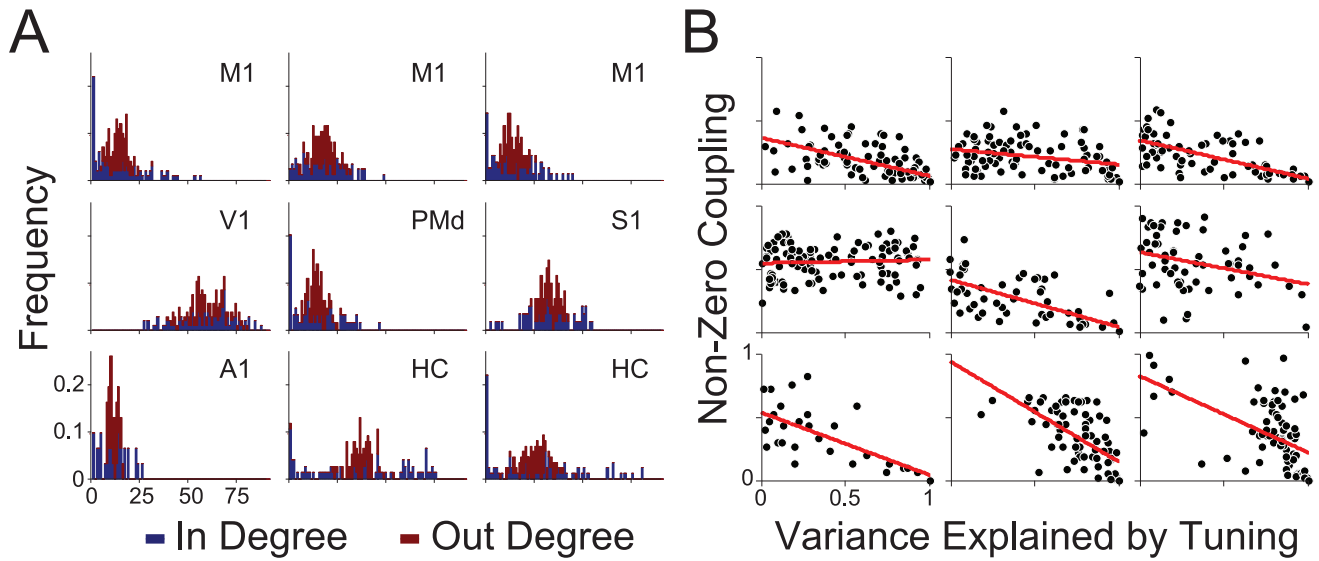 A
M1 M1 M1
V1 PMd S1
A1 HC HC
Frequency
0.2
0.1
0
0 25 50 75
In Degree Out Degree
B
Non-Zero Coupling
1
0
0 0.5 1
Variance Explained by Tuning